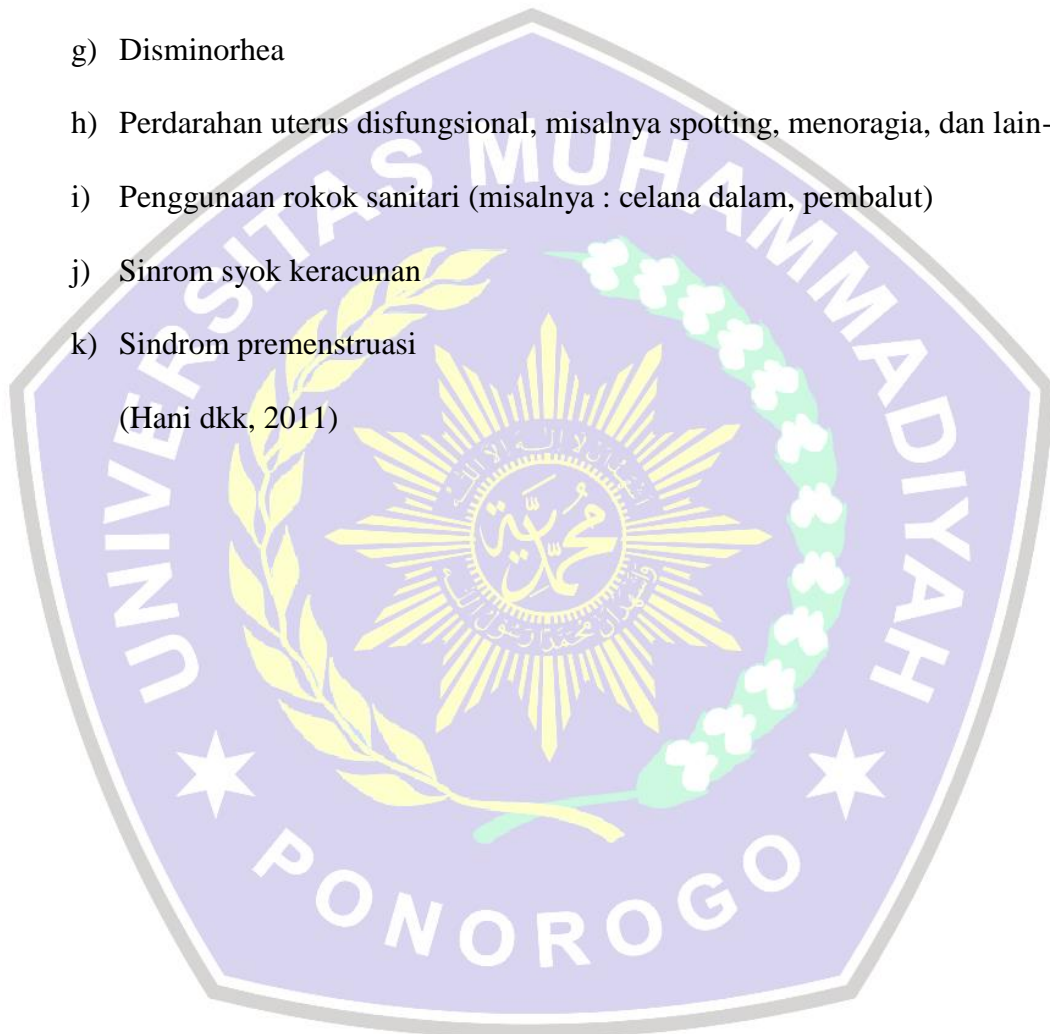 g) Disminorhea
h) Perdarahan uterus disfungsional, misalnya spotting, menoragia, dan lain-
i) Penggunaan rokok sanitari (misalnya : celana dalam, pembalut)
j) Sinrom syok keracunan
k) Sindrom premenstruasi
(Hani dkk, 2011)
UNIVERSITAS MUHAMMADIYAH
محمدية
PONOROGO